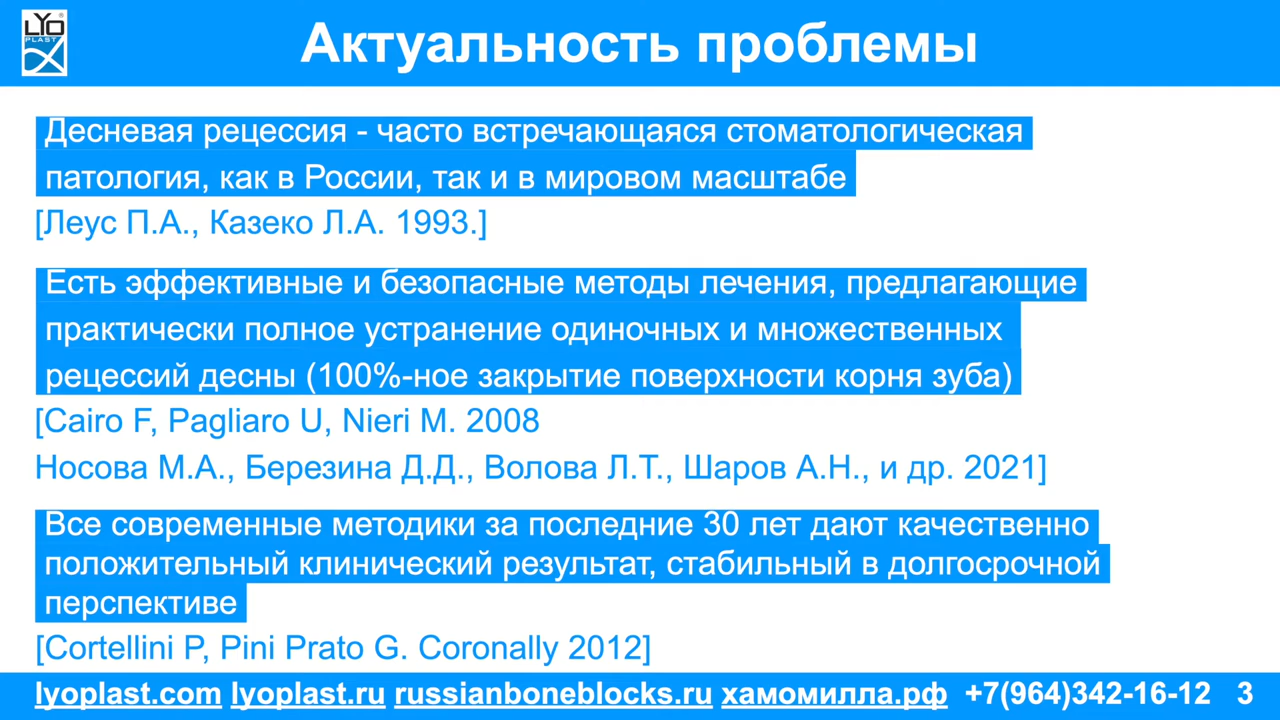 LYO®
PLAST
Актуальность проблемы
Десневая рецессия - часто встречающаяся стоматологическая
патология, как в России, так и в мировом масштабе
[Леус П.А., Казеко Л.А. 1993.]
Есть эффективные и безопасные методы лечения, предлагающие
практически полное устранение одиночных и множественных
рецессий десны (100%-ное закрытие поверхности корня зуба)
[Cairo F, Pagliaro U, Nieri M. 2008
Носова М.А., Березина Д.Д., Волова Л.Т., Шаров А.Н., и др. 2021]
Все современные методики за последние 30 лет дают качественно
положительный клинический результат, стабильный в долгосрочной
перспективе
[Cortellini P, Pini Prato G. Coronally 2012]
lyoplast.com lyoplast.ru russianboneblocks.ru хамомилла.рф +7(964)342-16-12 3